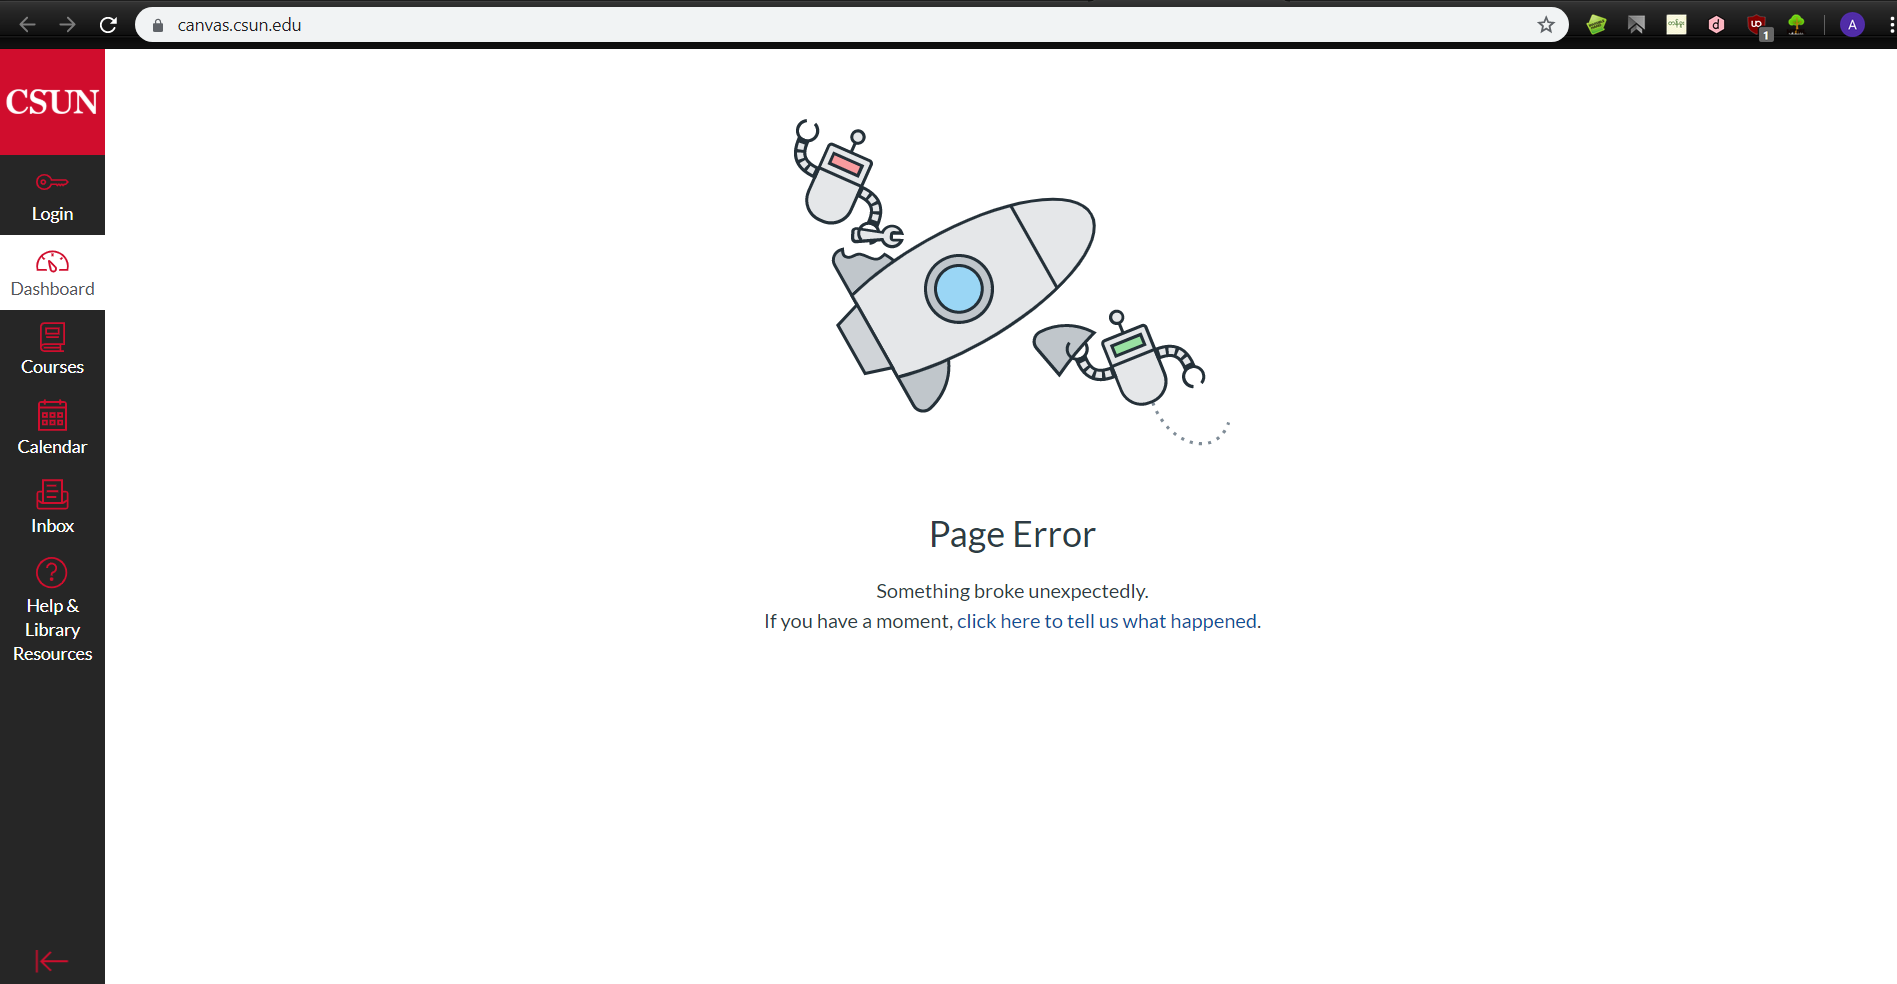 canvas.csun.edu
1
A
CSUN
Login
Dashboard
Courses
Calendar
Inbox
Help &
Library
Resources
Page Error
Something broke unexpectedly.
If you have a moment, click here to tell us what happened.